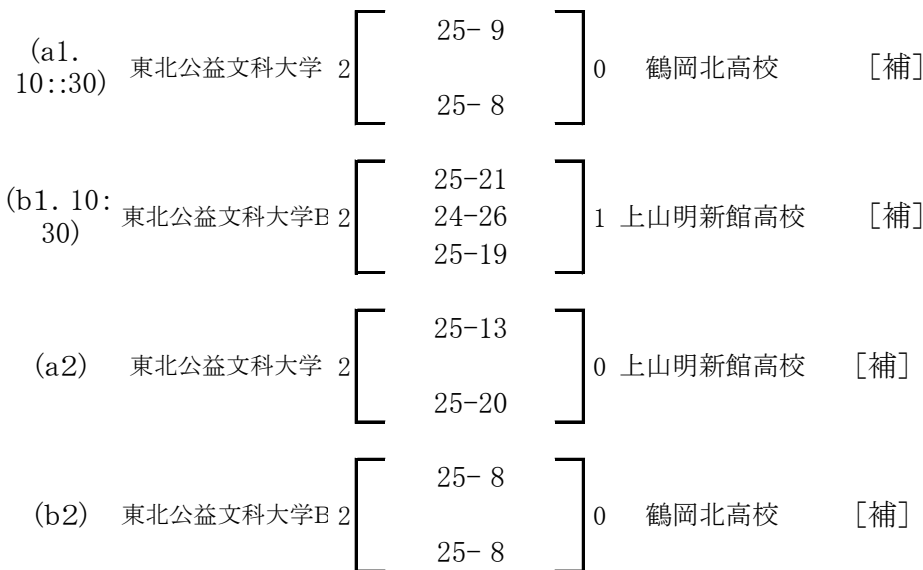 (a1. 10::30) 東北公益文科大学 2 25- 9 0 鶴岡北高校 [補]
25- 8
(b1. 10:30) 東北公益文科大学B 2 25-21 1 上山明新館高校 [補]
24-26
25-19
(a2) 東北公益文科大学 2 25-13 0 上山明新館高校 [補]
25-20
(b2) 東北公益文科大学B 2 25- 8 0 鶴岡北高校 [補]
25- 8